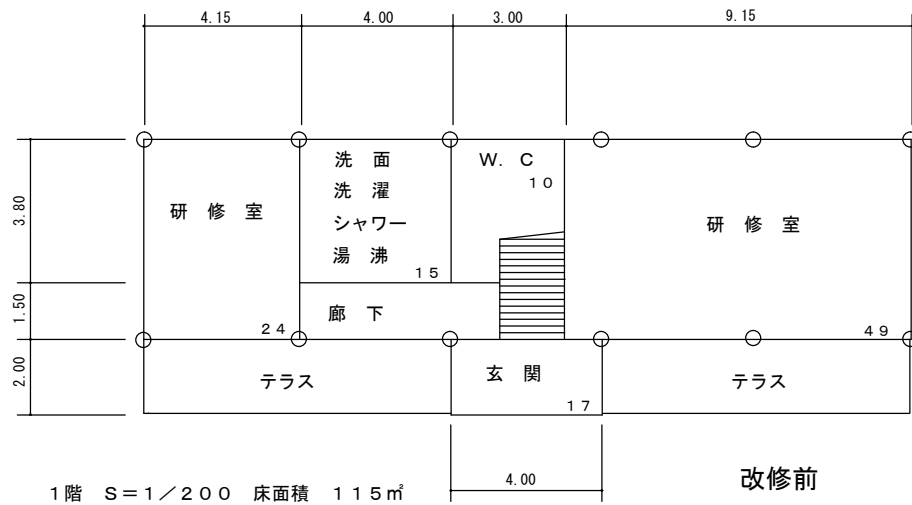 4.15 4.00 3.00 9.15
3.80
1.50
2.00
研 修 室
24
洗 面
洗 濯
シャワー
湯 沸
15
W. C
10
研 修 室
49
廊 下
テラス
玄 関
17
テラス
4.00
1階 S=1/200 床面積 115㎡
改修前